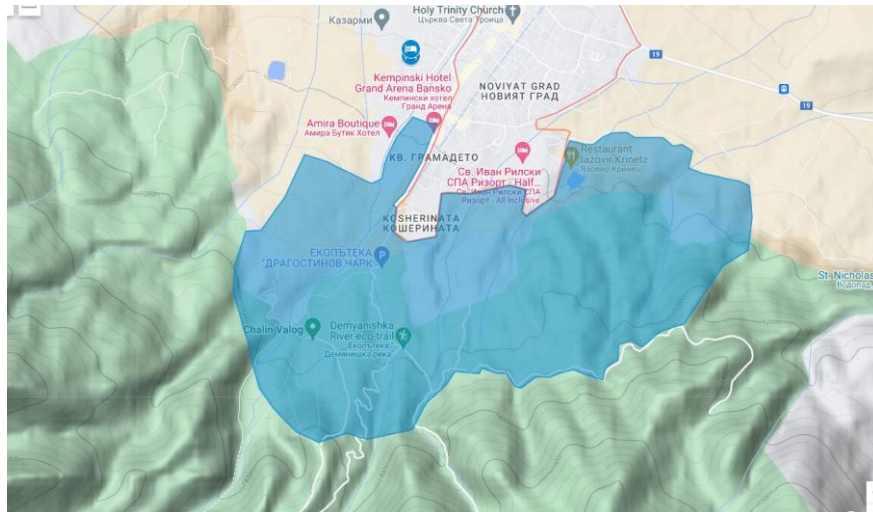 Holy Trinity Church
Църква Света Троица
Казарми
19
Kempinski Hotel
Grand Arena Bansko
Кемпински хотел
Гранд Арена
NOVIYAT GRAD
НОВИЯТ ГРАД
19
Amira Boutique
Амира Бутик Хотел
КВ. ГРАМАДЕТО
Restaurant
Iazovir Krinetz
Язовир Кринец
Св. Иван Рилски
СПА Ризорт - Half...
Св. Иван Рилски СПА
Ризорт - All Inclusive
KOSHERINATA
КОШЕРИНАТА
ЕКОПЪТЕКА
"ДРАГОСТИНОВ ЧАРК"
St. Nicholas
Водопад
Chalin Valog
Demyanishka
River eco-trail
Екопътека
"Демянишка река"